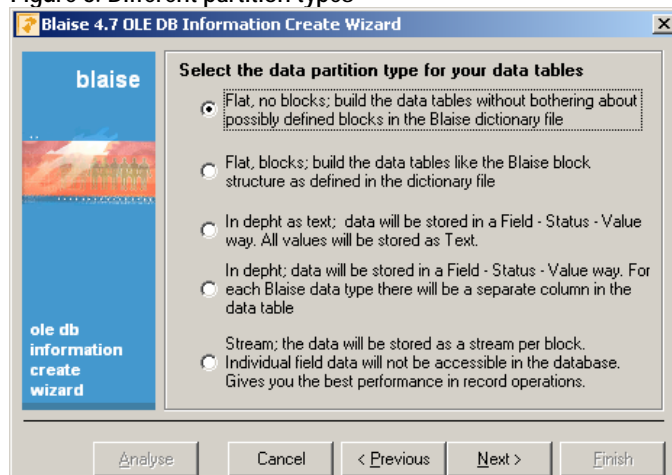 Blaise 4.7 OLE DB Information Create Wizard
blaise
Select the data partition type for your data tables
Flat, no blocks; build the data tables without bothering about
possibly defined blocks in the Blaise dictionary file
Flat, blocks; build the data tables like the Blaise block
structure as defined in the dictionary file
In depht as text; data will be stored in a Field - Status - Value
way. All values will be stored as Text.
In depht; data will be stored in a Field - Status - Value way. For
each Blaise data type there will be a separate column in the
data table
Stream; the data will be stored as a stream per block.
Individual field data will not be accessible in the database.
Gives you the best performance in record operations.
ole db
information
create
wizard
Analyse
Cancel
< Previous
Next >
Finish